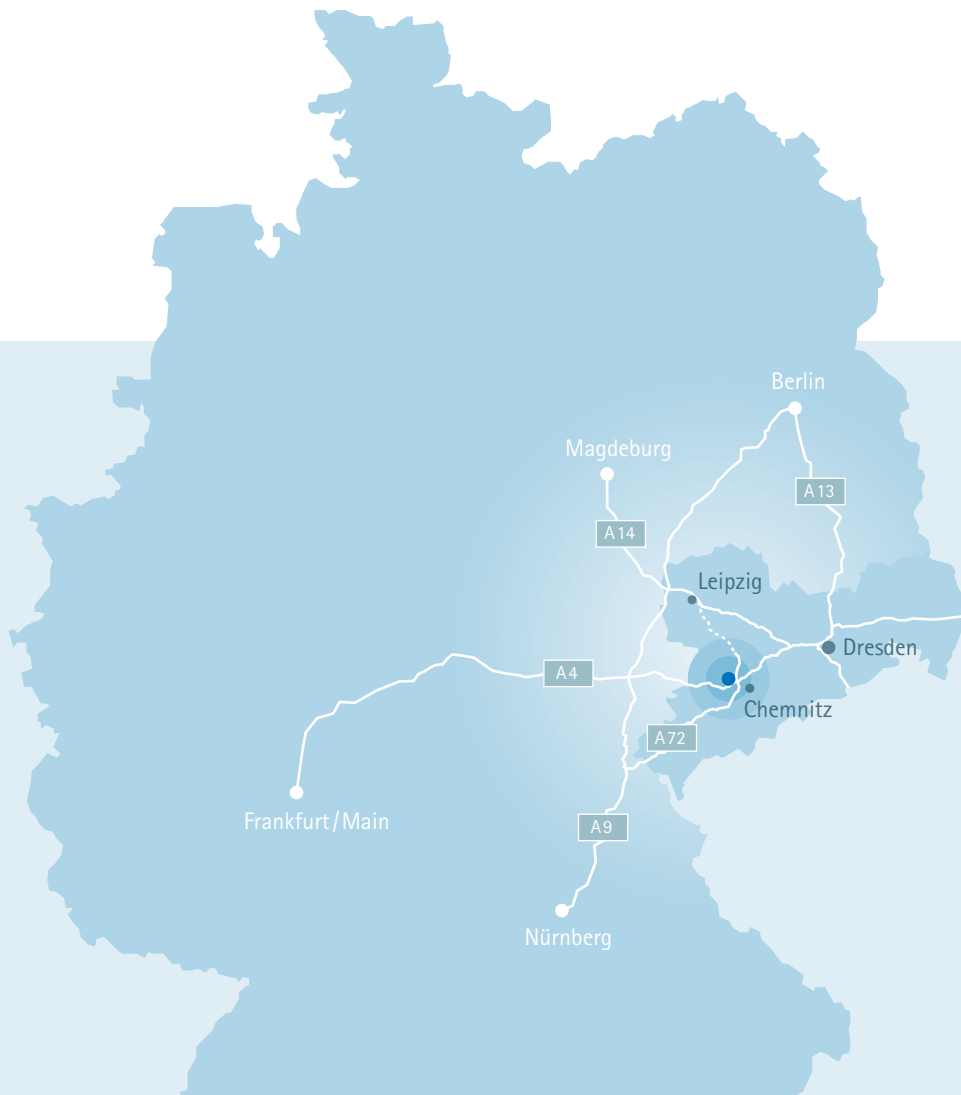 Berlin
Magdeburg
A 13
A 14
Leipzig
Dresden
A 4
Chemnitz
A 72
Frankfurt / Main
A 9
Nürnberg